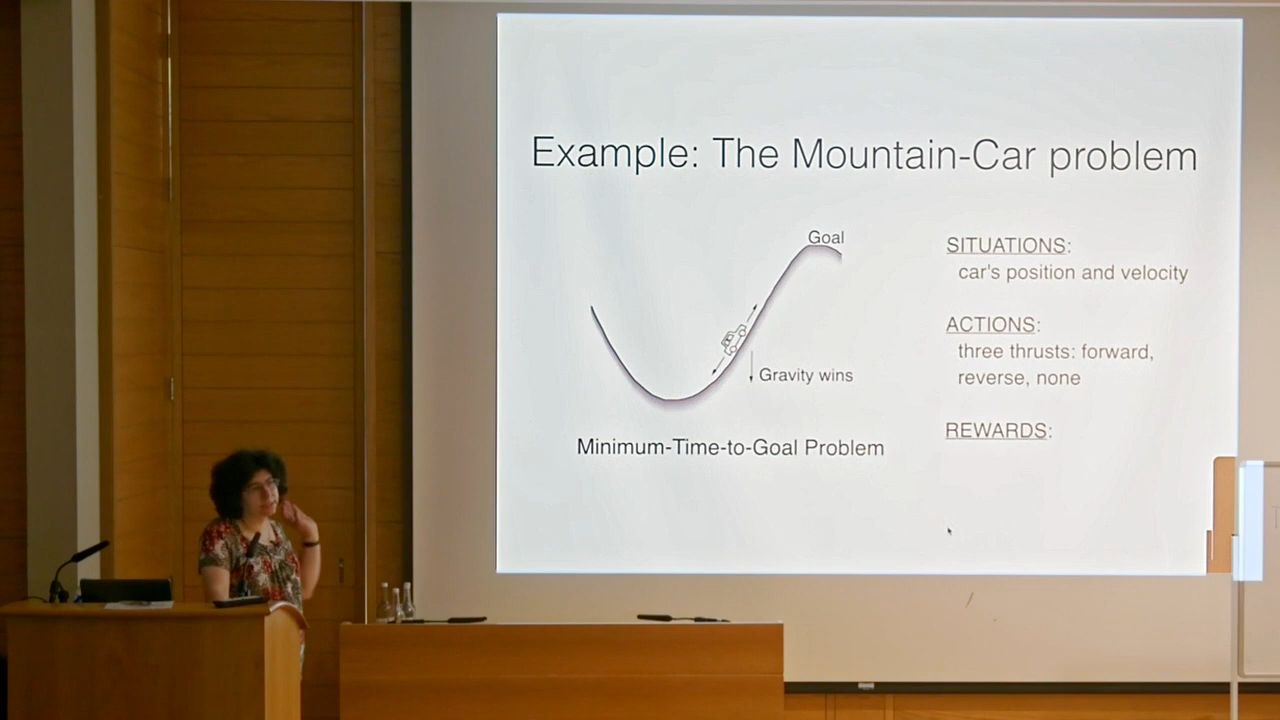 Example: The Mountain-Car problem
Goal
Gravity wins
Minimum-Time-to-Goal Problem
SITUATIONS:
car's position and velocity
ACTIONS:
three thrusts: forward,
reverse, none
REWARDS: